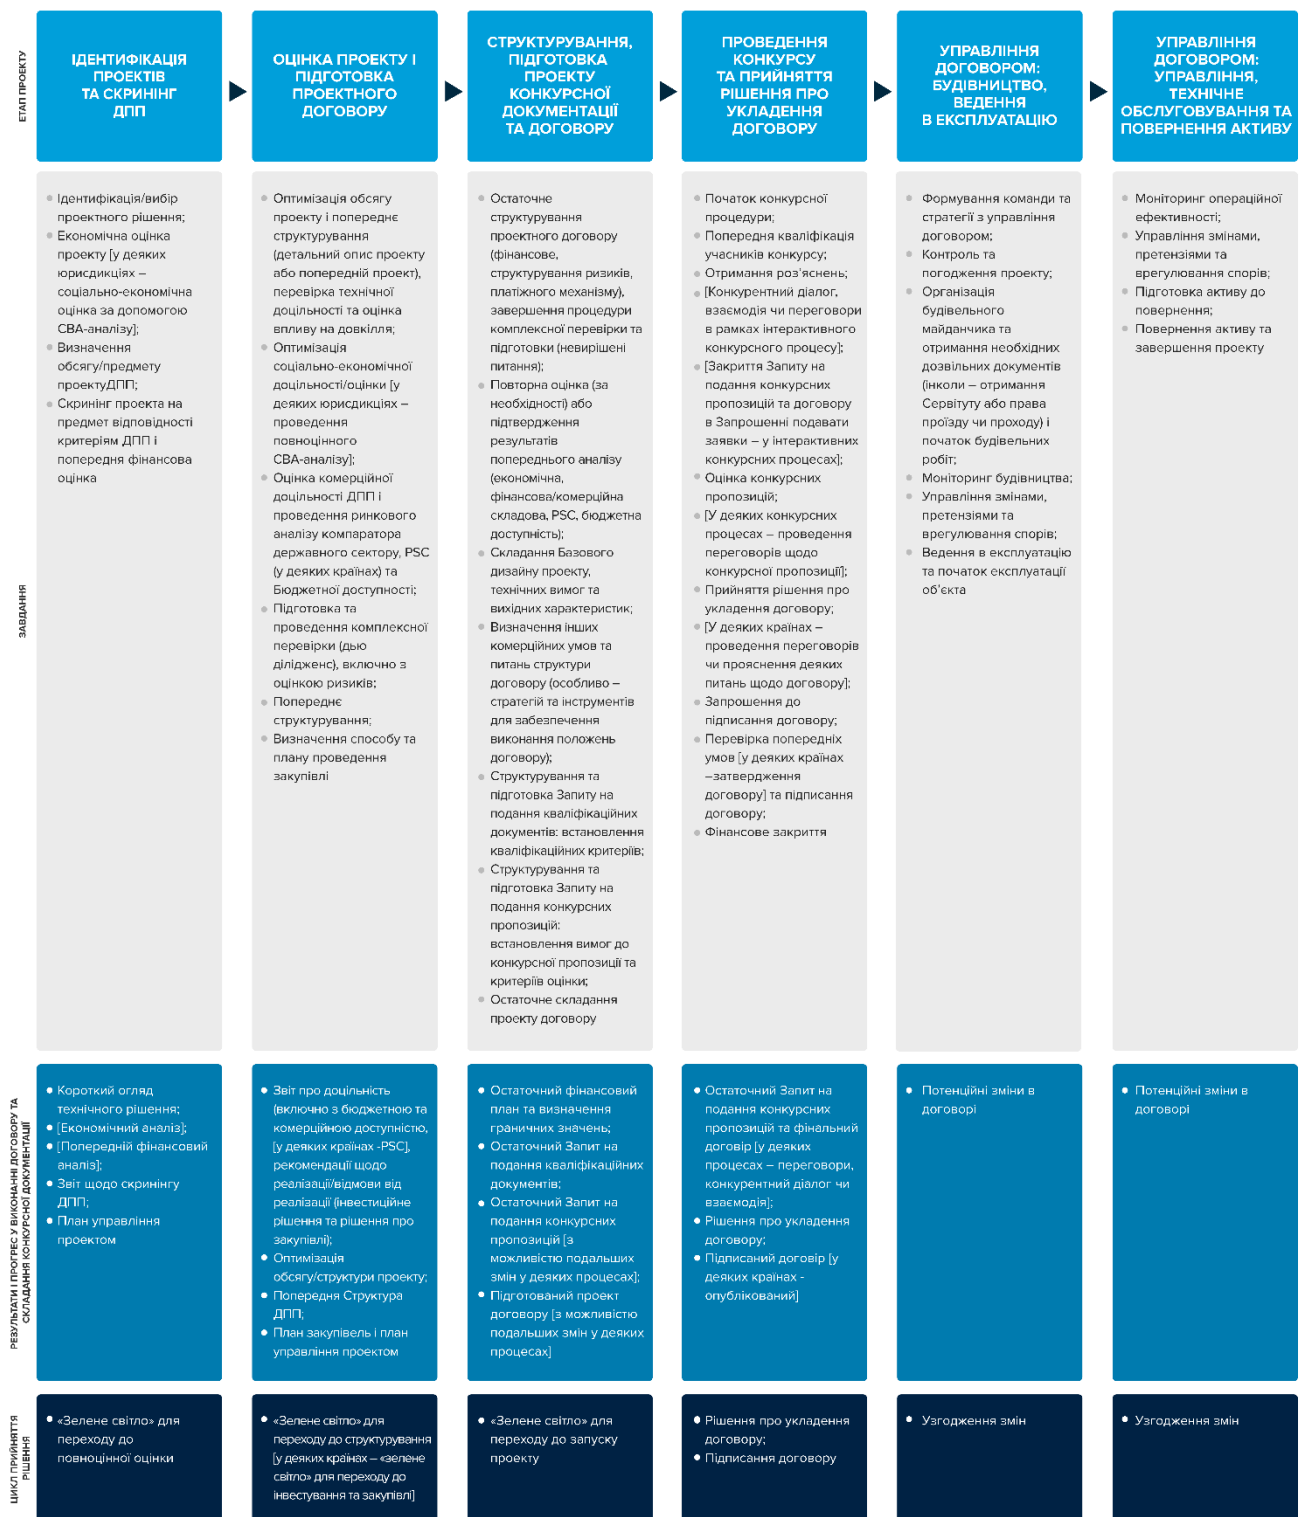 ЕТАП ПРОЕКТУ
ІДЕНТИФІКАЦІЯ
ПРОЕКТІВ
ТА СКРИНІНГ
ДПП
ОЦІНКА ПРОЕКТУ І
ПІДГОТОВКА
ПРОЕКТНОГО
ДОГОВОРУ
СТРУКТУРУВАННЯ,
ПІДГОТОВКА
ПРОЕКТУ
КОНКУРСНОЇ
ДОКУМЕНТАЦІЇ
ТА ДОГОВОРУ
ПРОВЕДЕННЯ
КОНКУРСУ
ТА ПРИЙНЯТТЯ
РІШЕННЯ ПРО
УКЛАДЕННЯ
ДОГОВОРУ
УПРАВЛІННЯ
ДОГОВОРОМ:
БУДІВНИЦТВО,
ВЕДЕННЯ
В ЕКСПЛУАТАЦІЮ
УПРАВЛІННЯ
ДОГОВОРОМ:
УПРАВЛІННЯ,
ТЕХНІЧНЕ
ОБСЛУГОВУВАННЯ ТА
ПОВЕРНЕННЯ АКТИВУ
ЗАВДАННЯ
• Ідентифікація/вибір
проектного рішення;
• Економічна оцінка
проекту [у деяких
юрисдикціях –
соціально-економічна
оцінка за допомогою
СВА-аналізу];
• Визначення
обсягу/предмету
проектуДПП;
• Скринінг проекта на
предмет відповідності
критеріям ДПП і
попередня фінансова
оцінка
• Оптимізація обсягу
проекту і попереднє
структурування
(детальний опис проекту
або попередній проект),
перевірка технічної
доцільності та оцінка
впливу на довкілля;
• Оптимізація
соціально-економічної
доцільності/оцінки [у
деяких юрисдикціях –
проведення
повноцінного
СВА-аналізу];
• Оцінка комерційної
доцільності ДПП і
проведення ринкового
аналізу компаратора
державного сектору, PSC
(у деяких країнах) та
Бюджетної доступності;
• Підготовка та
проведення комплексної
перевірки (дью
ділідженс), включно з
оцінкою ризиків;
• Попереднє
структурування;
• Визначення способу та
плану проведення
закупівлі
• Остаточне
структурування
проектного договору
(фінансове,
структурування ризиків,
платіжного механізму),
завершення процедури
комплексної перевірки та
підготовки (невирішені
питання);
• Повторна оцінка (за
необхідності) або
підтвердження
результатів
попереднього аналізу
(економічна,
фінансова/комерційна
складова, PSC, бюджетна
доступність);
• Складання Базового
дизайну проекту,
технічних вимог та
вихідних характеристик;
• Визначення інших
комерційних умов та
питань структури
договору (особливо –
стратегій та інструментів
для забезпечення
виконання положень
договору);
• Структурування та
підготовка Запиту на
подання кваліфікаційних
документів: встановлення
кваліфікаційних критеріїв;
• Структурування та
підготовка Запиту на
подання конкурсних
пропозицій:
встановлення вимог до
конкурсної пропозиції та
критеріїв оцінки;
• Остаточне складання
проекту договору
• Початок конкурсної
процедури;
• Попередня кваліфікація
учасників конкурсу;
• Отримання роз'яснень;
• [Конкурентний діалог,
взаємодія чи переговори
в рамках інтерактивного
конкурсного процесу];
• [Закриття Запиту на
подання конкурсних
пропозицій та договору
в Запрошенні подавати
заявки – у інтерактивних
конкурсних процесах];
• Оцінка конкурсних
пропозицій;
• [У деяких конкурсних
процесах – проведення
переговорів щодо
конкурсної пропозиції];
• Прийняття рішення про
укладення договору;
• [У деяких країнах –
проведення переговорів
чи прояснення деяких
питань щодо договору];
• Запрошення до
підписання договору;
• Перевірка попередніх
умов [у деяких країнах
–затвердження
договору] та підписання
договору;
• Фінансове закриття
• Формування команди та
стратегії з управління
договором;
• Контроль та
погодження проекту;
• Організація
будівельного
майданчика та
отримання необхідних
дозвільних документів
(інколи – отримання
Сервітуту або права
проїзду чи проходу) і
початок будівельних
робіт;
• Моніторинг будівництва;
• Управління змінами,
претензіями та
врегулювання спорів;
• Ведення в експлуатацію
та початок експлуатації
об'єкта
• Моніторинг операційної
ефективності;
• Управління змінами,
претензіями та
врегулювання спорів;
• Підготовка активу до
повернення;
• Повернення активу та
завершення проекту
РЕЗУЛЬТАТИ І ПРОГРЕС У ВИКОНАННІ ДОГОВОРУ ТА
СКЛАДАННЯ КОНКУРСНОЇ ДОКУМЕНТАЦІЇ
• Короткий огляд
технічного рішення;
• [Економічний аналіз];
• [Попередній фінансовий
аналіз];
• Звіт щодо скринінгу
ДПП;
• План управління
проектом
• Звіт про доцільність
(включно з бюджетною та
комерційною доступністю,
[у деяких країнах -PSC],
рекомендації щодо
реалізації/відмови від
реалізації (інвестиційне
рішення та рішення про
закупівлі);
• Оптимізація
обсягу/структури проекту;
• Попередня Структура
ДПП;
• План закупівель і план
управління проектом
• Остаточний фінансовий
план та визначення
граничних значень;
• Остаточний Запит на
подання кваліфікаційних
документів;
• Остаточний Запит на
подання конкурсних
пропозицій [з
можливістю подальших
змін у деяких процесах];
• Підготований проект
договору [з можливістю
подальших змін у деяких
процесах]
• Остаточний Запит на
подання конкурсних
пропозицій та фінальний
договір [у деяких
процесах – переговори,
конкурентний діалог чи
взаємодія];
• Рішення про укладення
договору;
• Підписаний договір [у
деяких країнах -
опублікований]
• Потенційні зміни в
договорі
• Потенційні зміни в
договорі
ЦИКЛ ПРИЙНЯТТЯ
РІШЕННЯ
• «Зелене світло» для
переходу до
повноцінної оцінки
• «Зелене світло» для
переходу до структурування
[у деяких країнах – «зелене
світло» для переходу до
інвестування та закупівлі]
• «Зелене світло» для
переходу до запуску
проекту
• Рішення про укладення
договору;
• Підписання договору
• Узгодження змін
• Узгодження змін